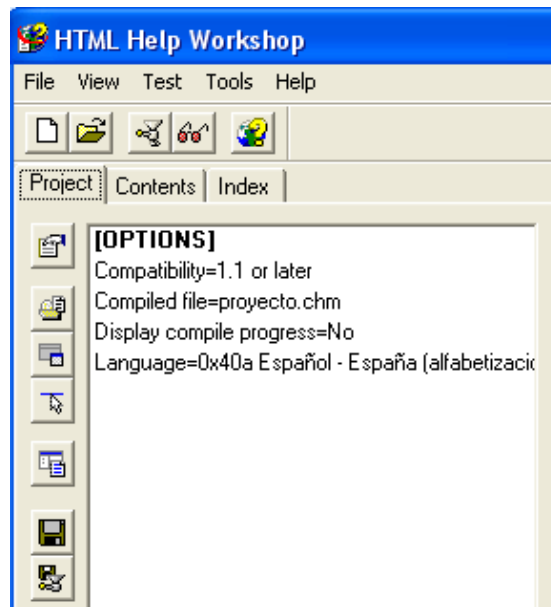 HTML Help Workshop
File View Test Tools Help
Project Contents Index
[OPTIONS]
Compatibility=1.1 or later
Compiled file=proyecto.chm
Display compile progress=No
Language=0x40a Español - España (alfabetizació